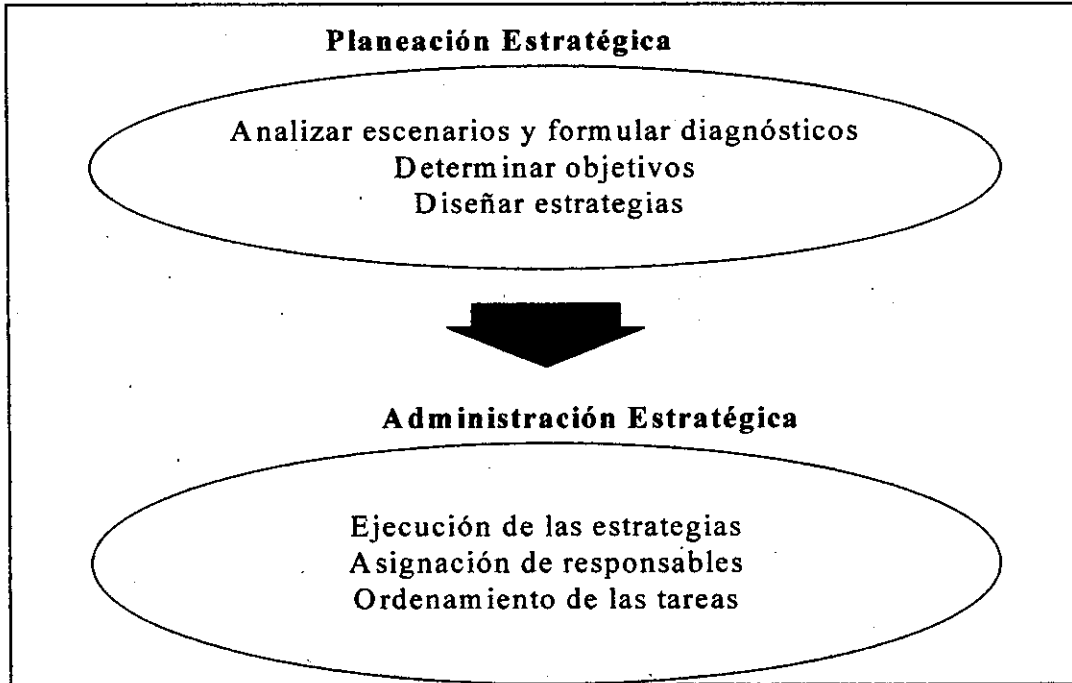 Planeación Estratégica
Analizar escenarios y formular diagnósticos
Determinar objetivos
Diseñar estrategias
Administración Estratégica
Ejecución de las estrategias
Asignación de responsables
Ordenamiento de las tareas